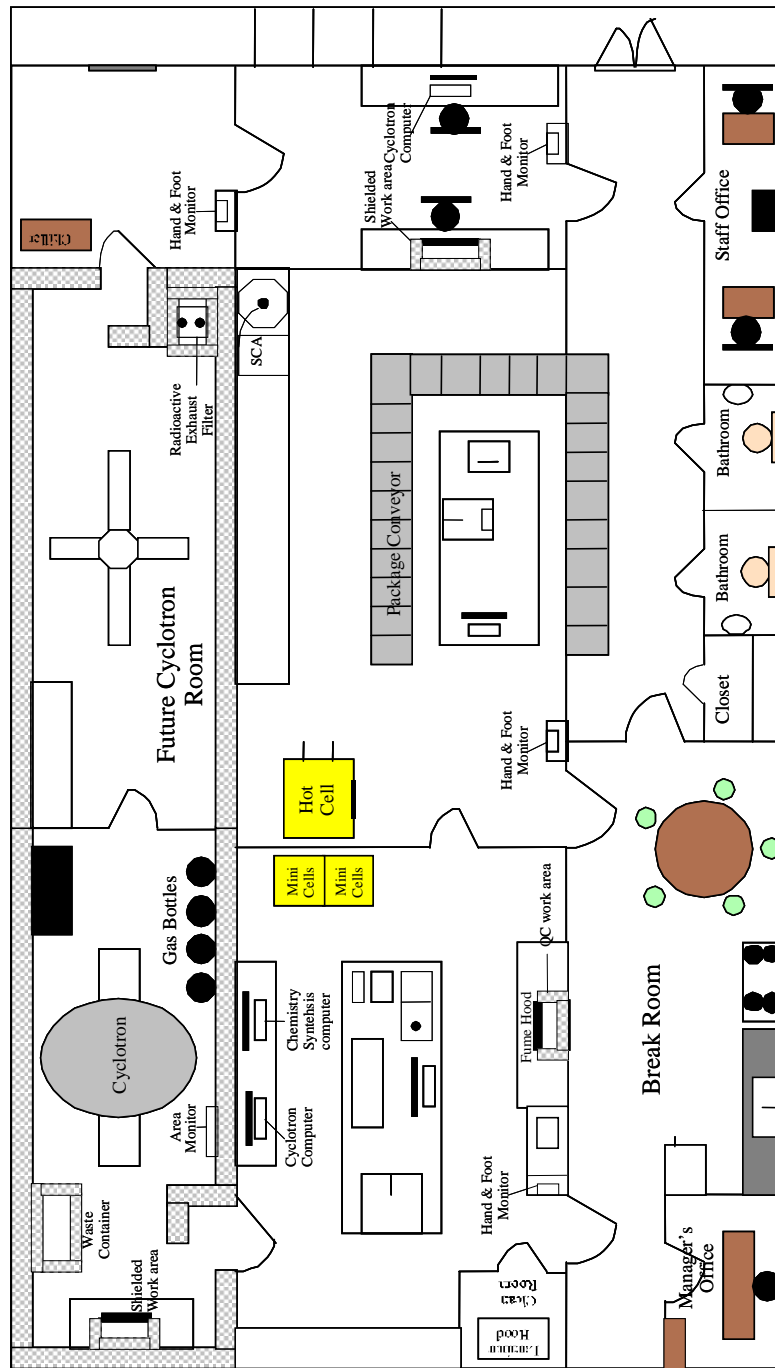 Chiller
Hand & Foot
Monitor
Cyclotron
Computer
Shielded
Work area
Hand & Foot
Monitor
Staff Office
SCA
Radioactive
Exhaust
Filter
Package Conveyor
Bathroom
Bathroom
Closet
Future Cyclotron
Room
Hot
Cell
Hand & Foot
Monitor
Mini
Cells
Mini
Cells
Gas Bottles
Cyclotron
Area
Monitor
Chemistry
Syntehsis
computer
Cyclotron
Computer
QC work area
Fume Hood
Break Room
Hand & Foot
Monitor
Waste
Container
Shielded
Work area
Clean
Room
Laminar
Hood
Manager's
Office